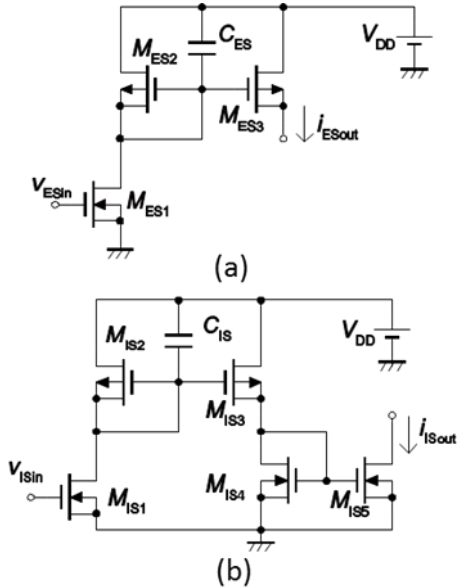 C_ES
M_ES2
V_DD
M_ES3
i_ESout
v_ESin
M_ES1
(a)
M_IS2
C_IS
V_DD
M_IS3
i_ISout
v_ISin
M_IS1
M_IS4
M_IS5
(b)